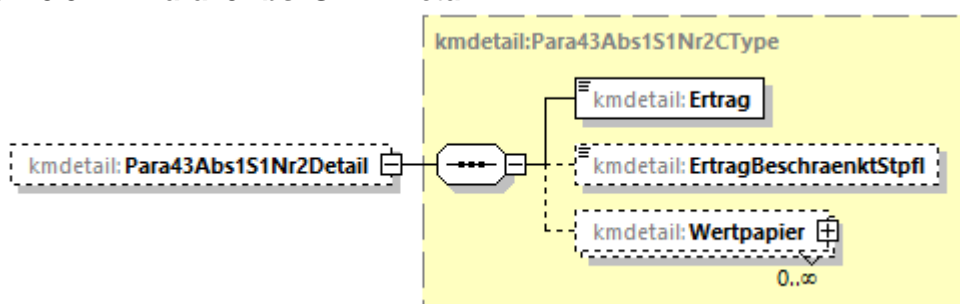 kmdetail:Para43Abs1S1Nr2CType
kmdetail:Ertrag
kmdetail:Para43Abs1S1Nr2Detail
kmdetail:ErtragBeschraenktStpfl
kmdetail:Wertpapier
0..∞